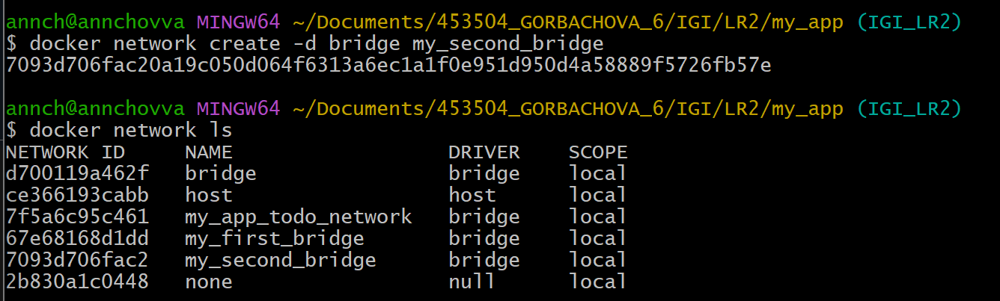 annch@annchovva MINGW64 ~/Documents/453504_GORBACHOVA_6/IGI/LR2/my_app (IGI_LR2)
$ docker network create -d bridge my_second_bridge
7093d706fac20a19c050d064f6313a6ec1a1f0e951d950d4a58889f5726fb57e
annch@annchovva MINGW64 ~/Documents/453504_GORBACHOVA_6/IGI/LR2/my_app (IGI_LR2)
$ docker network ls
NETWORK ID NAME DRIVER SCOPE
d700119a462f bridge bridge local
ce366193cabb host host local
7f5a6c95c461 my_app_todo_network bridge local
67e68168d1dd my_first_bridge bridge local
7093d706fac2 my_second_bridge bridge local
2b830a1c0448 none null local